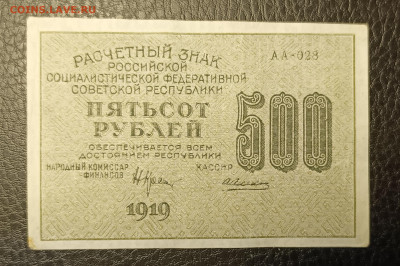 COINS.LAVE.RU
РАСЧЕТНЫЙ ЗНАК
РОССИЙСКОЙ
СОЦИАЛИСТИЧЕСКОЙ ФЕДЕРАТИВНОЙ
СОВЕТСКОЙ РЕСПУБЛИКИ
АА-028
ПЯТЬСОТ
РУБЛЕЙ
500
ОБЕСПЕЧИВАЕТСЯ ВСЕМ
ДОСТОЯНИЕМ РЕСПУБЛИКИ
НАРОДНЫЙ КОМИССАР
ФИНАНСОВ
КАССИР
1919